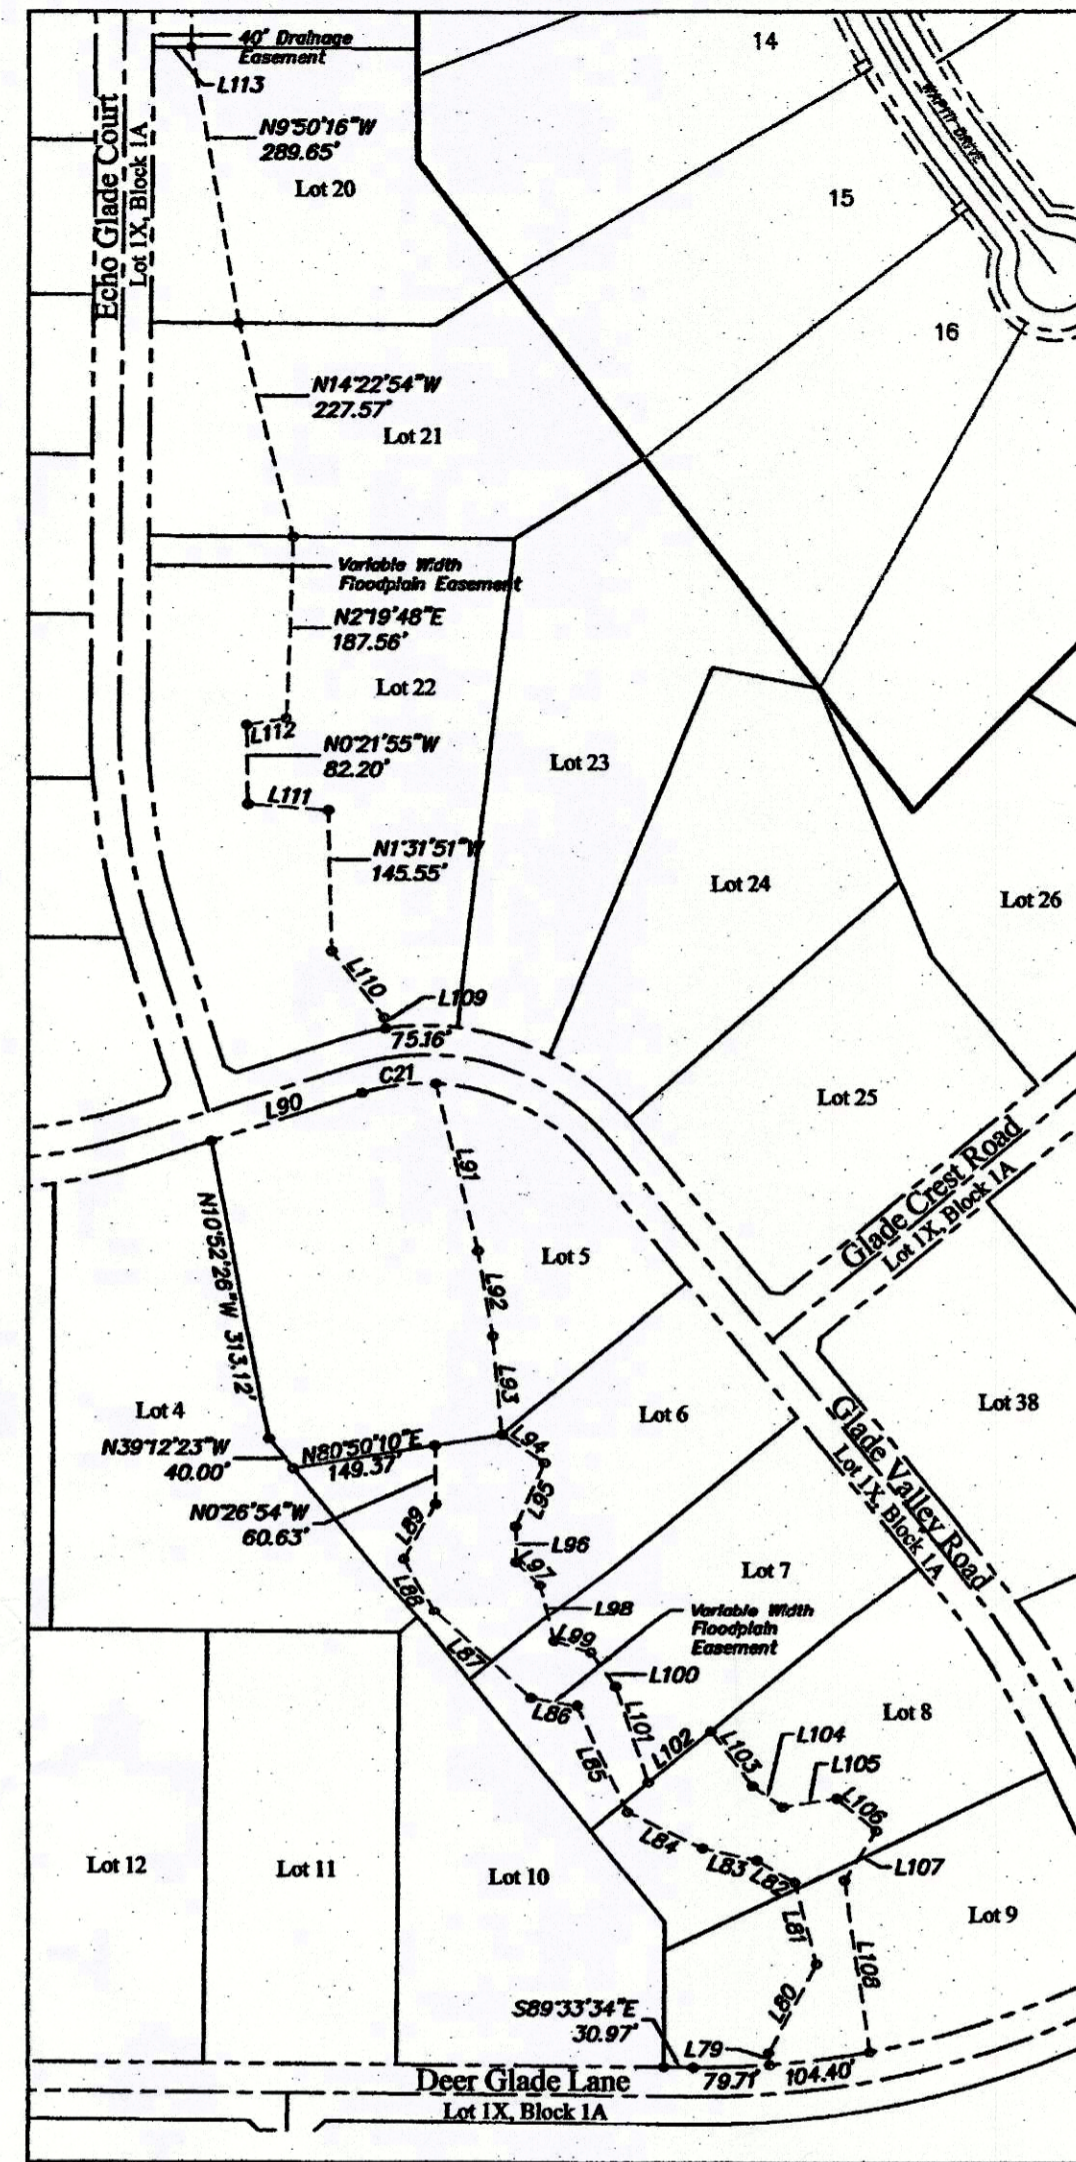 40' Drainage
Easement
L113
N9°50'16"W
289.65'
Lot 20
Echo Glade Court
Lot 1X, Block 1A
14
WAPITI DRIVE
15
16
N14°22'54"W
227.57'
Lot 21
Variable Width
Floodplain Easement
N2°19'48"E
187.56'
Lot 22
L112
N0°21'55"W
82.20'
L111
Lot 23
N1°31'51"W
145.55'
Lot 24
Lot 26
L110
L109
75.16'
C21
L90
Lot 25
Glade Crest Road
Lot 1X, Block 1A
L91
N10°52'26"W 313.12'
Lot 5
L92
L93
Lot 4
Lot 6
Lot 38
Glade Valley Road
Lot 1X, Block 1A
N39°12'23"W
40.00'
N80°50'10"E
149.37'
L94
N0°26'54"W
60.63'
L95
L89
L96
L97
L88
Lot 7
L98
Variable Width
Floodplain
Easement
L99
L87
L100
L86
L101
L102
Lot 8
L103
L104
L105
L85
L106
L84
L83
L82
L107
Lot 12
Lot 11
Lot 10
Lot 9
L81
L108
L80
S89°33'34"E
30.97'
L79
79.71'
104.40'
Deer Glade Lane
Lot 1X, Block 1A